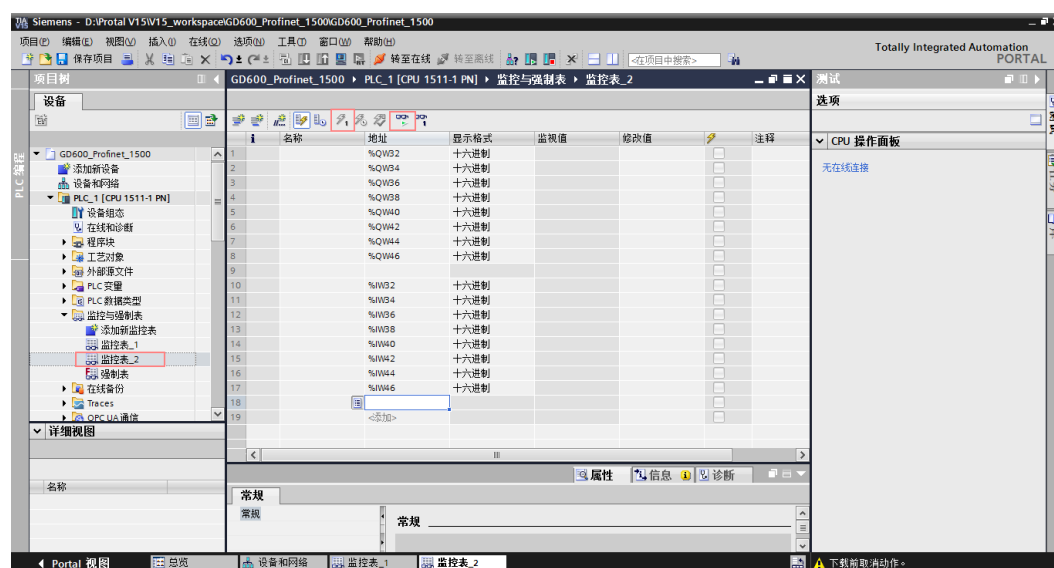 Siemens - D:\Protal V15\V15_workspace\GD600_Profinet_1500\GD600_Profinet_1500
项目(P) 编辑(E) 视图(V) 插入(I) 在线(O) 选项(N) 工具(T) 窗口(W) 帮助(H)
Totally Integrated Automation
PORTAL
保存项目 转至在线 转至离线 <在项目中搜索>
项目树
GD600_Profinet_1500 ▸ PLC_1 [CPU 1511-1 PN] ▸ 监控与强制表 ▸ 监控表_2
测试
设备
选项
CPU 操作面板
无在线连接
PLC 编程
GD600_Profinet_1500
添加新设备
设备和网络
PLC_1 [CPU 1511-1 PN]
设备组态
在线和诊断
程序块
工艺对象
外部源文件
PLC 变量
PLC 数据类型
监控与强制表
添加新监控表
监控表_1
监控表_2
强制表
在线备份
Traces
OPC UA 通信
详细视图
名称
i 名称 地址 显示格式 监视值 修改值 注释
1 %QW32 十六进制
2 %QW34 十六进制
3 %QW36 十六进制
4 %QW38 十六进制
5 %QW40 十六进制
6 %QW42 十六进制
7 %QW44 十六进制
8 %QW46 十六进制
9
10 %IW32 十六进制
11 %IW34 十六进制
12 %IW36 十六进制
13 %IW38 十六进制
14 %IW40 十六进制
15 %IW42 十六进制
16 %IW44 十六进制
17 %IW46 十六进制
18
19 <添加>
属性 信息 诊断
常规
常规
常规
Portal 视图 总览 设备和网络 监控表_1 监控表_2 下载前取消动作。